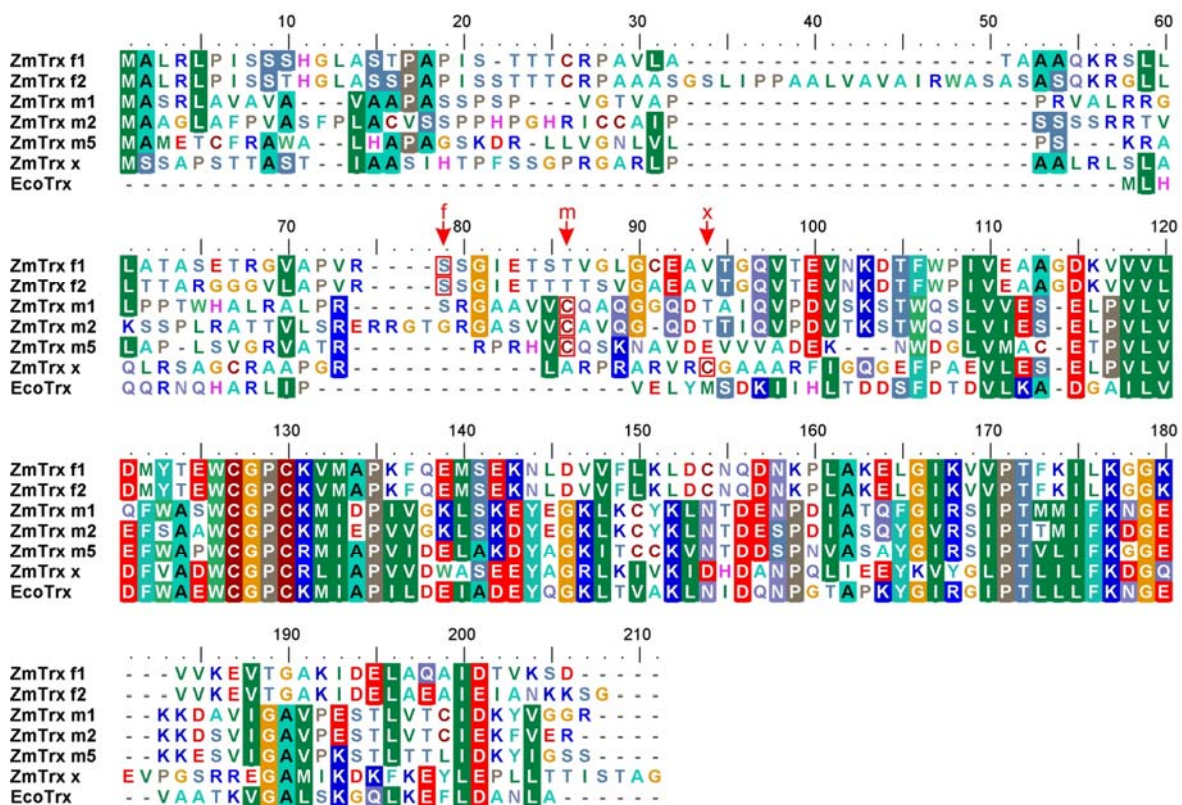 10 20 30 40 50 60
ZmTrx f1 MALRLPISSSHGLASTPAPIS-TTTCRPAVLA------------------TAAAQKRSLL
ZmTrx f2 MALRLPISSTHGLASSPAPISSTTTCRPAAASGSLIPPAALVAVAIRWASASASQKRGLL
ZmTrx m1 MASRLAVAVA---VAAPASSPSP---VGTVAP--------------------PRVALRRG
ZmTrx m2 MAAGLAFPVASFPLACVSSPPHPGHRICCAIP--------------------SSSSRRTV
ZmTrx m5 MAMETCFRAWA--LHAPAGSKDR-LLVGNLVL--------------------PS---KRA
ZmTrx x MSSAPSTTAST--IAASIHTPFSSGPRGARLP--------------------AALRLSLA
EcoTrx ---------------------------------------------------------MLH
f m x
70 80 90 100 110 120
ZmTrx f1 LATASETRGVAPVR----SSGIETSTVGLGCEAVTGQVTEVNKDTFWPIVEAAGDKVVVL
ZmTrx f2 LTTARGGGVLAPVR----SSGIETTTTSVGAEAVTGQVTEVNKDTFWPIVEAAGDKVVVL
ZmTrx m1 LPPTWHALRALPR-----SRGAAVVCQAQGGQDTAIQVPDVSKSTWQSLVVES-ELPVLV
ZmTrx m2 KSSPLRATTVLSRERRGTGRGASVVCAVQG-QDTTIQVPDVTKSTWQSLVIES-ELPVLV
ZmTrx m5 LAP-LSVGRVATR-------RPRHVCQSKNAVDEVVVADEK---NWDGLVMAC-ETPVLV
ZmTrx x QLRSAGCRAAPGR-----------LARPRARVRCGAAARFIGQGEFPAEVLES-ELPVLV
EcoTrx QQRNQHARLIP------------------VELYMSDKIIHLTDDSFDTDVLKA-DGAILV
130 140 150 160 170 180
ZmTrx f1 DMYTEWCGPCKVMAPKFQEMSEKNLDVVFLKLDCNQDNKPLAKELGIKVVPTFKILKGGK
ZmTrx f2 DMYTEWCGPCKVMAPKFQEMSEKNLDVVFLKLDCNQDNKPLAKELGIKVVPTFKILKGGK
ZmTrx m1 QFWASWCGPCKMIDPIVGKLSKEYEGKLKCYKLNTDENPDIATQFGIRSIPTMMIFKNGE
ZmTrx m2 EFSAAWCGPCKMIEPVVGKLSKDYEGKLKCYKLNTDESPDIASQYGVRSIPTTMIFKDGE
ZmTrx m5 EFWAPWCGPCRMIAPVIDELAKDYAGKITCCKVNTDDSPNVASAYGIRSIPTVLIFKGGE
ZmTrx x DFVADWCGPCRLIAPVVDWASEEYAGRLKIVKIDHDANPQLIEEYKVYGLPTLILFKDGQ
EcoTrx DFWAEWCGPCKMIAPILDEIADEYQGKLTVAKLNIDQNPGTAPKYGIRGIPTLLLFKNGE
190 200 210
ZmTrx f1 ---VVKEVTGAKIDELAQAIDTVKSD-----
ZmTrx f2 ---VVKEVTGAKIDELAEAIEIANKKSG---
ZmTrx m1 --KKDAVIGAVPESTLVTCIDKYVGGR----
ZmTrx m2 --KKDSVIGAVPESTLVTCIEKFVER-----
ZmTrx m5 --KKESVIGAVPKSTLTTLIDKYIGSS----
ZmTrx x EVPGSRREGAMIKDKFKEYLEPLLTTISTAG
EcoTrx --VAATKVGALSKGQLKEFLDANLA------